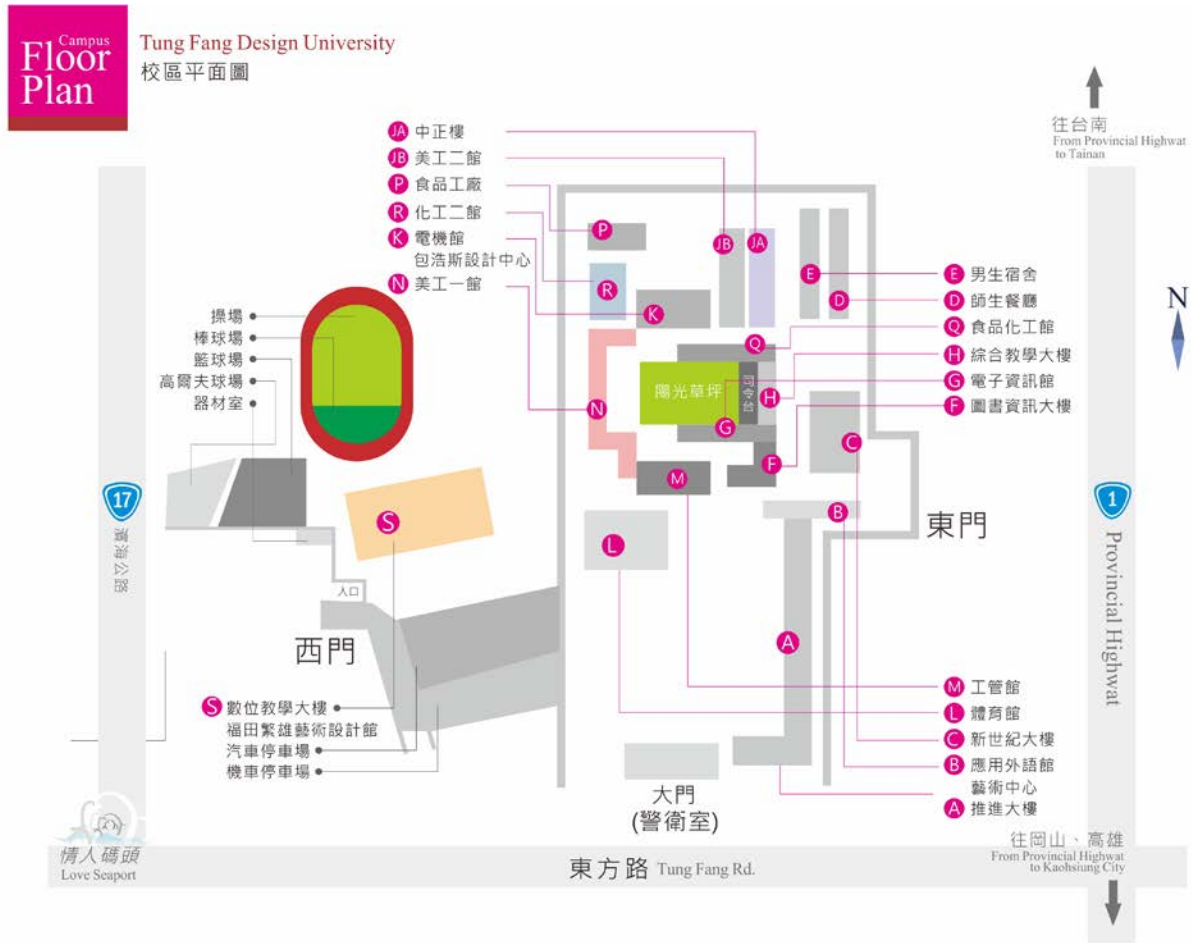 Campus
Floor
Plan
Tung Fang Design University
校區平面圖
往台南
From Provincial Highwat
to Tainan
JA 中正樓
JB 美工二館
P 食品工廠
R 化工二館
K 電機館
包浩斯設計中心
N 美工一館
操場
棒球場
籃球場
高爾夫球場
器材室
P
R
K
JB
JA
E
D
Q
H
G
F
N
M
L
C
B
A
S
陽光草坪
司令台
E 男生宿舍
D 師生餐廳
Q 食品化工館
H 綜合教學大樓
G 電子資訊館
F 圖書資訊大樓
N
17
濱海公路
1
Provincial Highwat
東門
入口
西門
S 數位教學大樓
福田繁雄藝術設計館
汽車停車場
機車停車場
M 工管館
L 體育館
C 新世紀大樓
B 應用外語館
藝術中心
A 推進大樓
大門
(警衛室)
情人碼頭
Love Seaport
東方路 Tung Fang Rd.
往岡山、高雄
From Provincial Highwat
to Kaohsiung City